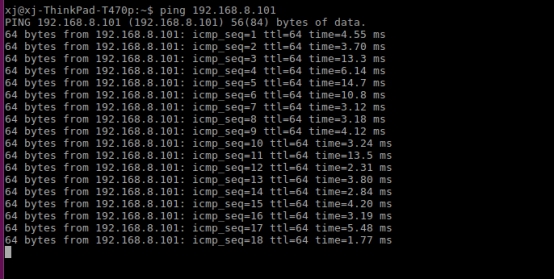 xj@xj-ThinkPad-T470p:~$ ping 192.168.8.101
PING 192.168.8.101 (192.168.8.101) 56(84) bytes of data.
64 bytes from 192.168.8.101: icmp_seq=1 ttl=64 time=4.55 ms
64 bytes from 192.168.8.101: icmp_seq=2 ttl=64 time=3.70 ms
64 bytes from 192.168.8.101: icmp_seq=3 ttl=64 time=13.3 ms
64 bytes from 192.168.8.101: icmp_seq=4 ttl=64 time=6.14 ms
64 bytes from 192.168.8.101: icmp_seq=5 ttl=64 time=14.7 ms
64 bytes from 192.168.8.101: icmp_seq=6 ttl=64 time=10.8 ms
64 bytes from 192.168.8.101: icmp_seq=7 ttl=64 time=3.12 ms
64 bytes from 192.168.8.101: icmp_seq=8 ttl=64 time=3.18 ms
64 bytes from 192.168.8.101: icmp_seq=9 ttl=64 time=4.12 ms
64 bytes from 192.168.8.101: icmp_seq=10 ttl=64 time=3.24 ms
64 bytes from 192.168.8.101: icmp_seq=11 ttl=64 time=13.5 ms
64 bytes from 192.168.8.101: icmp_seq=12 ttl=64 time=2.31 ms
64 bytes from 192.168.8.101: icmp_seq=13 ttl=64 time=3.80 ms
64 bytes from 192.168.8.101: icmp_seq=14 ttl=64 time=2.84 ms
64 bytes from 192.168.8.101: icmp_seq=15 ttl=64 time=4.20 ms
64 bytes from 192.168.8.101: icmp_seq=16 ttl=64 time=3.19 ms
64 bytes from 192.168.8.101: icmp_seq=17 ttl=64 time=5.48 ms
64 bytes from 192.168.8.101: icmp_seq=18 ttl=64 time=1.77 ms